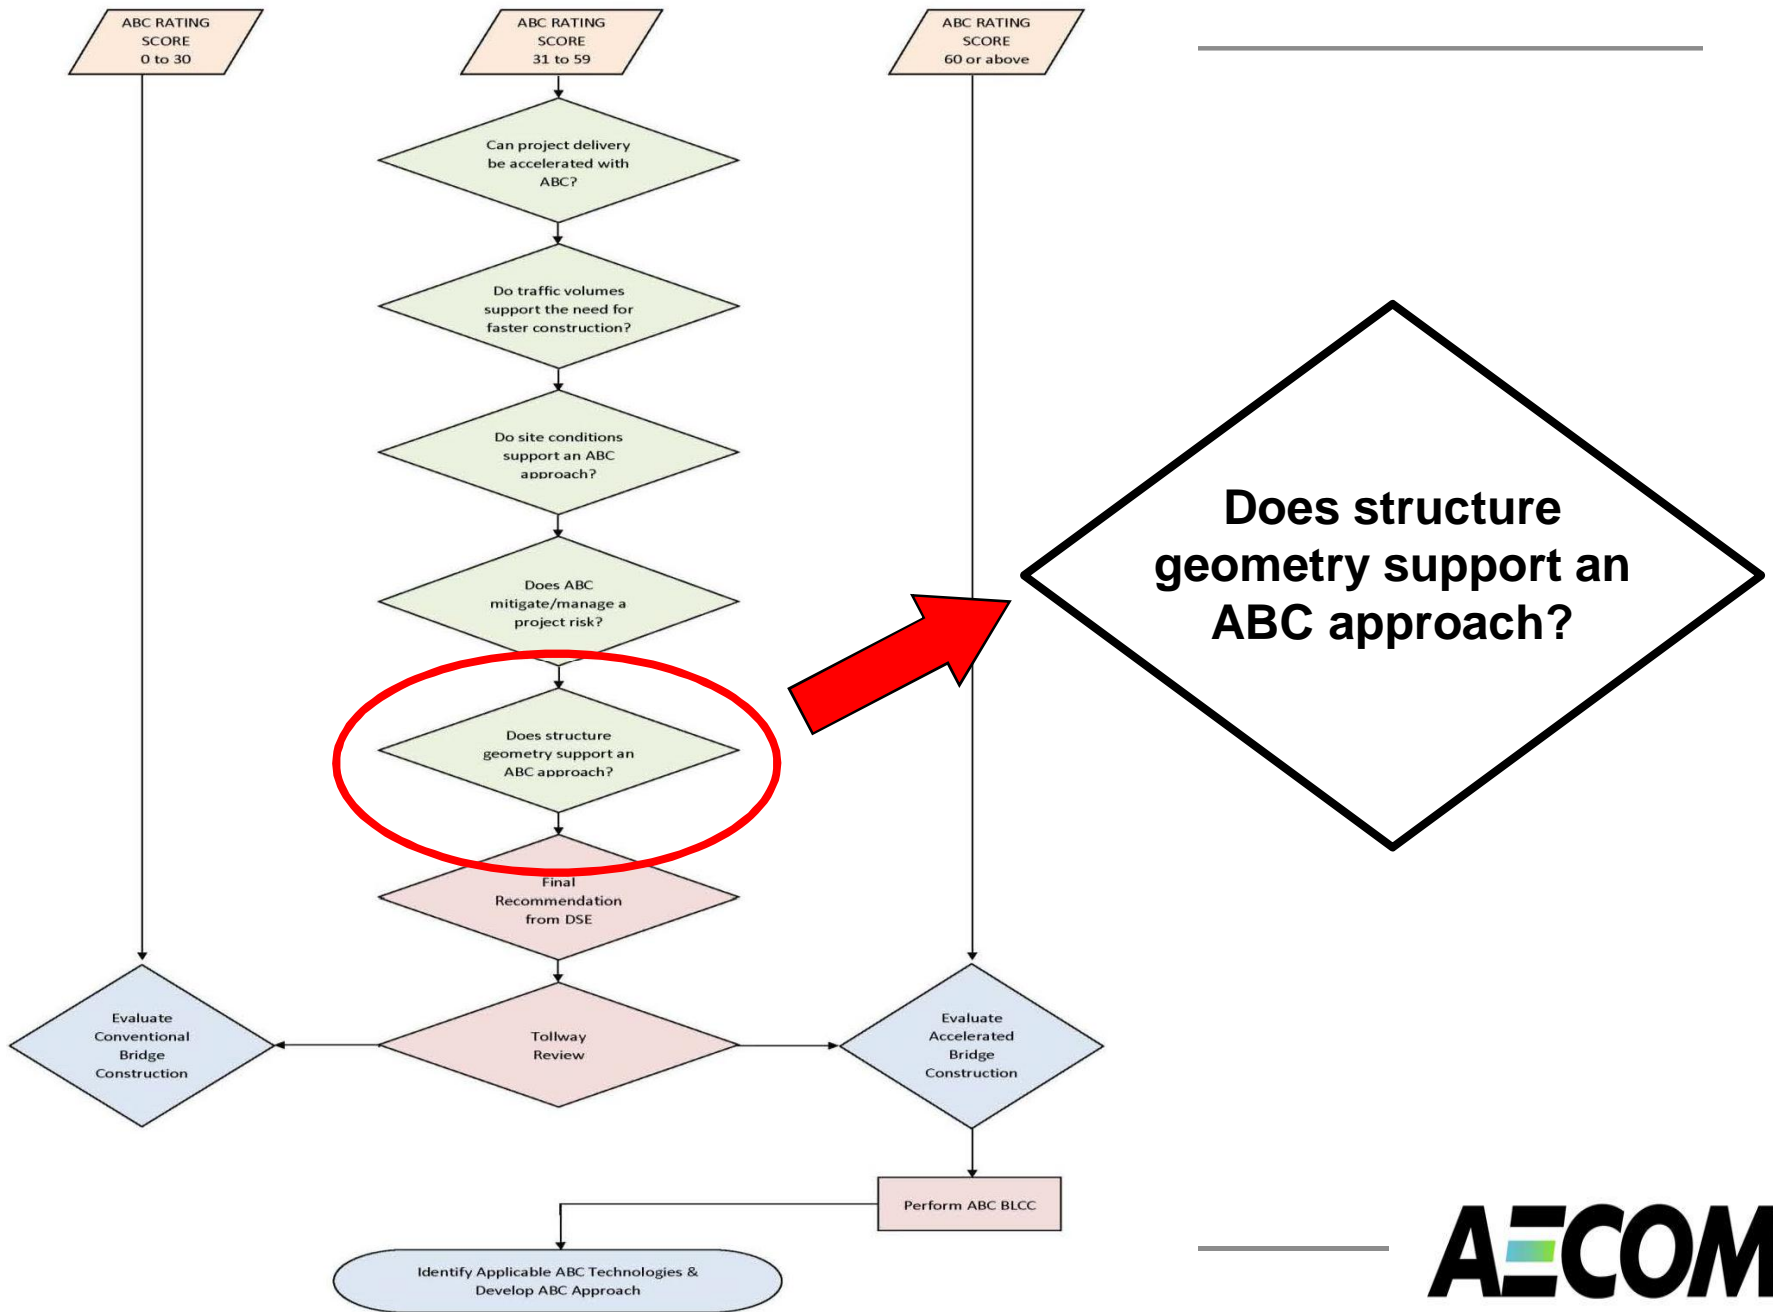 ABC RATING
SCORE
0 to 30
ABC RATING
SCORE
31 to 59
ABC RATING
SCORE
60 or above
Can project delivery
be accelerated with
ABC?
Do traffic volumes
support the need for
faster construction?
Do site conditions
support an ABC
approach?
Does ABC
mitigate/manage a
project risk?
Does structure
geometry support an
ABC approach?
Does structure
geometry support an
ABC approach?
Final
Recommendation
from DSE
Evaluate
Conventional
Bridge
Construction
Tollway
Review
Evaluate
Accelerated
Bridge
Construction
Perform ABC BLCC
Identify Applicable ABC Technologies &
Develop ABC Approach
AECOM